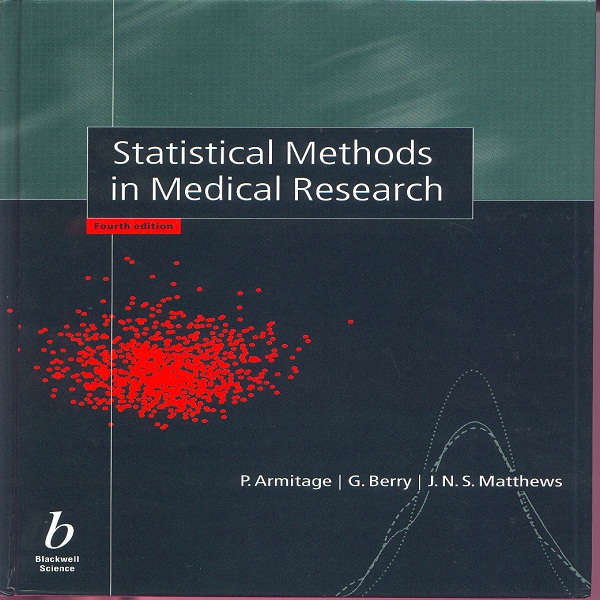 Statistical Methods
in Medical Research
Fourth edition
P. Armitage | G. Berry | J. N. S. Matthews
b
Blackwell
Science